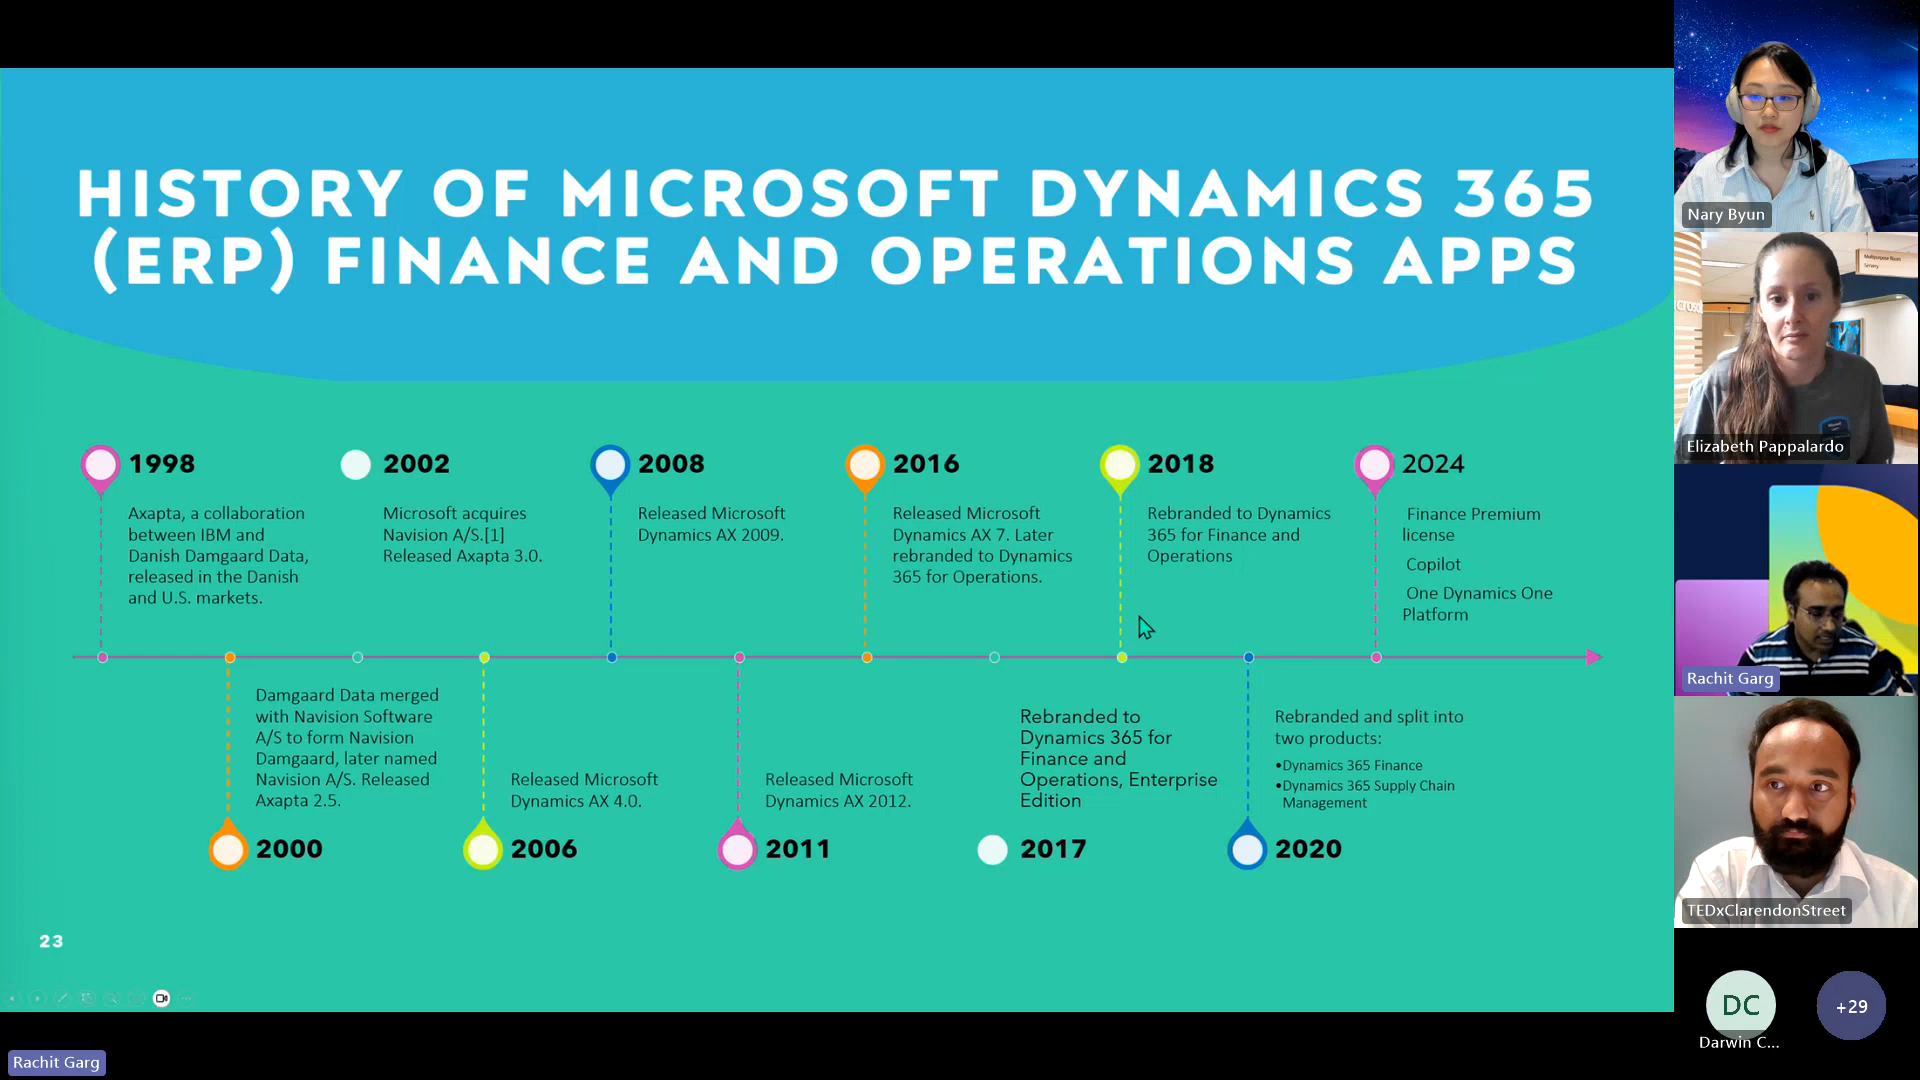 HISTORY OF MICROSOFT DYNAMICS 365
(ERP) FINANCE AND OPERATIONS APPS
1998
Axapta, a collaboration
between IBM and
Danish Damgaard Data,
released in the Danish
and U.S. markets.
2002
Microsoft acquires
Navision A/S.[1]
Released Axapta 3.0.
2008
Released Microsoft
Dynamics AX 2009.
2016
Released Microsoft
Dynamics AX 7. Later
rebranded to Dynamics
365 for Operations.
2018
Rebranded to Dynamics
365 for Finance and
Operations
2024
Finance Premium
license
Copilot
One Dynamics One
Platform
Damgaard Data merged
with Navision Software
A/S to form Navision
Damgaard, later named
Navision A/S. Released
Axapta 2.5.
2000
Released Microsoft
Dynamics AX 4.0.
2006
Released Microsoft
Dynamics AX 2012.
2011
Rebranded to
Dynamics 365 for
Finance and
Operations, Enterprise
Edition
2017
Rebranded and split into
two products:
•Dynamics 365 Finance
•Dynamics 365 Supply Chain
Management
2020
23
Rachit Garg
Nary Byun
Multipurpose Room
Servery
Elizabeth Pappalardo
Rachit Garg
TEDxClarendonStreet
DC
+29
Darwin C...